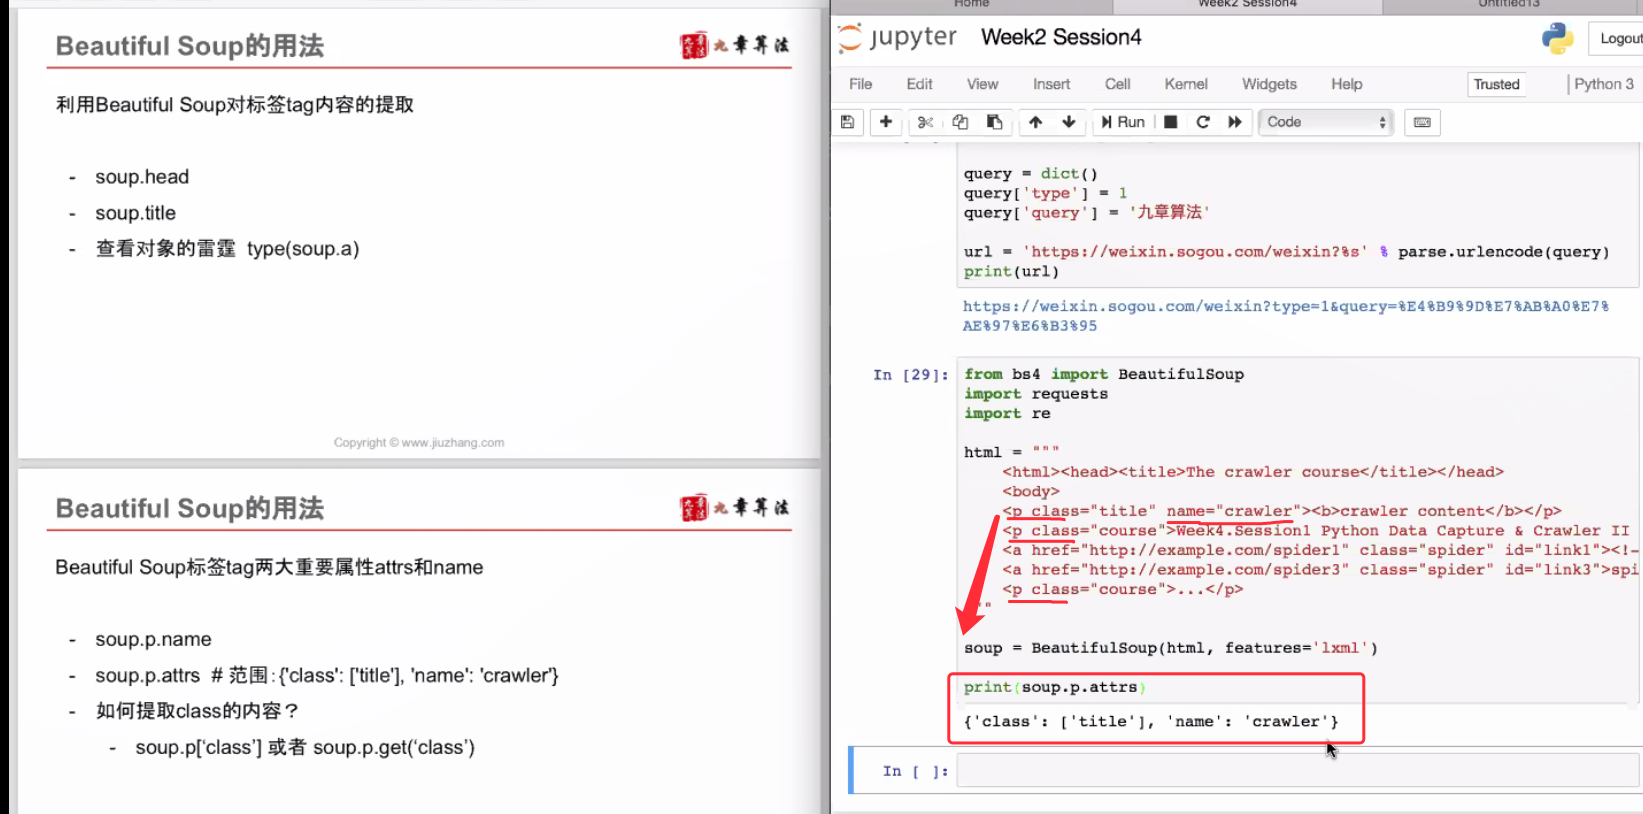 Beautiful Soup的用法
九章算法
利用Beautiful Soup对标签tag内容的提取
- soup.head
- soup.title
- 查看对象的雷霆 type(soup.a)
Copyright © www.jiuzhang.com
Beautiful Soup的用法
九章算法
Beautiful Soup标签tag两大重要属性attrs和name
- soup.p.name
- soup.p.attrs # 范围:{'class': ['title'], 'name': 'crawler'}
- 如何提取class的内容？
- soup.p['class'] 或者 soup.p.get('class')
Home Week2 Session4 Untitled13
jupyter Week2 Session4 Logout
File Edit View Insert Cell Kernel Widgets Help Trusted Python 3
Run Code
query = dict()
query['type'] = 1
query['query'] = '九章算法'
url = 'https://weixin.sogou.com/weixin?%s' % parse.urlencode(query)
print(url)
https://weixin.sogou.com/weixin?type=1&query=%E4%B9%9D%E7%AB%A0%E7%
AE%97%E6%B3%95
In [29]: from bs4 import BeautifulSoup
import requests
import re
html = """
<html><head><title>The crawler course</title></head>
<body>
<p class="title" name="crawler"><b>crawler content</b></p>
<p class="course">Week4.Session1 Python Data Capture & Crawler II
<a href="http://example.com/spider1" class="spider" id="link1"><!-
<a href="http://example.com/spider3" class="spider" id="link3">spi
<p class="course">...</p>
""
soup = BeautifulSoup(html, features='lxml')
print(soup.p.attrs)
{'class': ['title'], 'name': 'crawler'}
In [ ]: